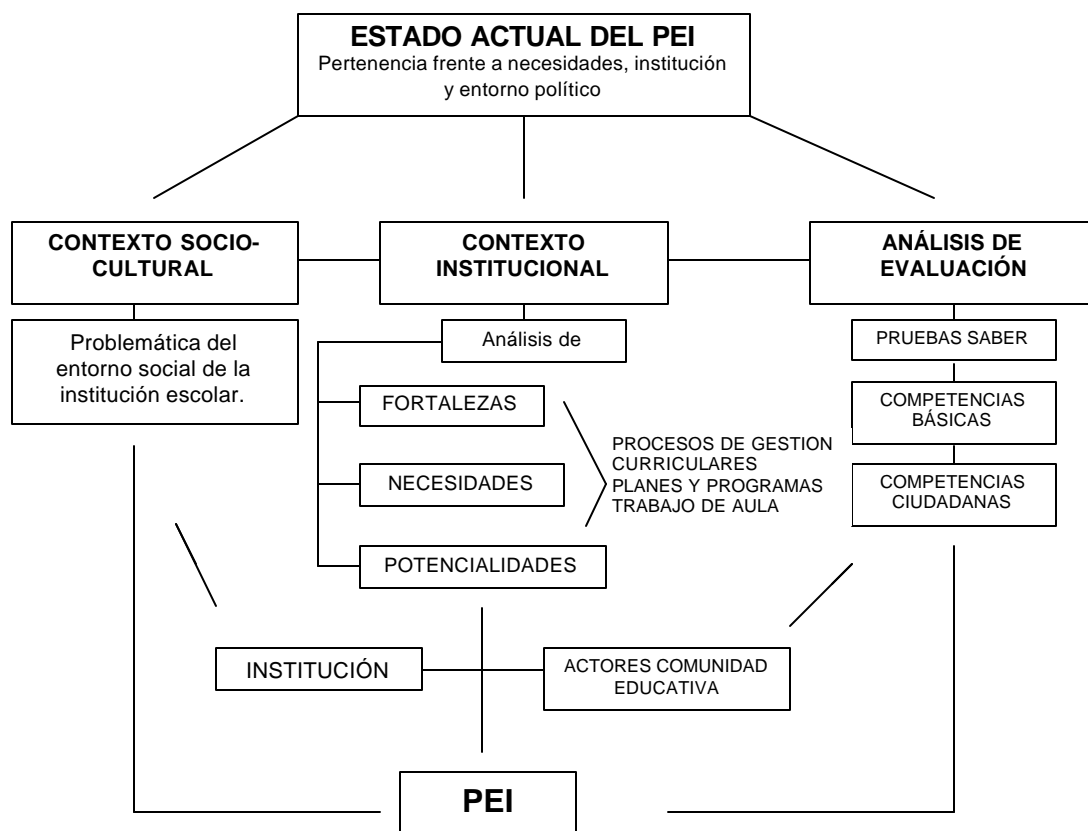 ESTADO ACTUAL DEL PEI
Pertenencia frente a necesidades, institución
y entorno político
CONTEXTO SOCIO-
CULTURAL
CONTEXTO
INSTITUCIONAL
ANÁLISIS DE
EVALUACIÓN
Problemática del
entorno social de la
institución escolar.
Análisis de
FORTALEZAS
NECESIDADES
POTENCIALIDADES
PROCESOS DE GESTION
CURRICULARES
PLANES Y PROGRAMAS
TRABAJO DE AULA
PRUEBAS SABER
COMPETENCIAS
BÁSICAS
COMPETENCIAS
CIUDADANAS
INSTITUCIÓN
ACTORES COMUNIDAD
EDUCATIVA
PEI